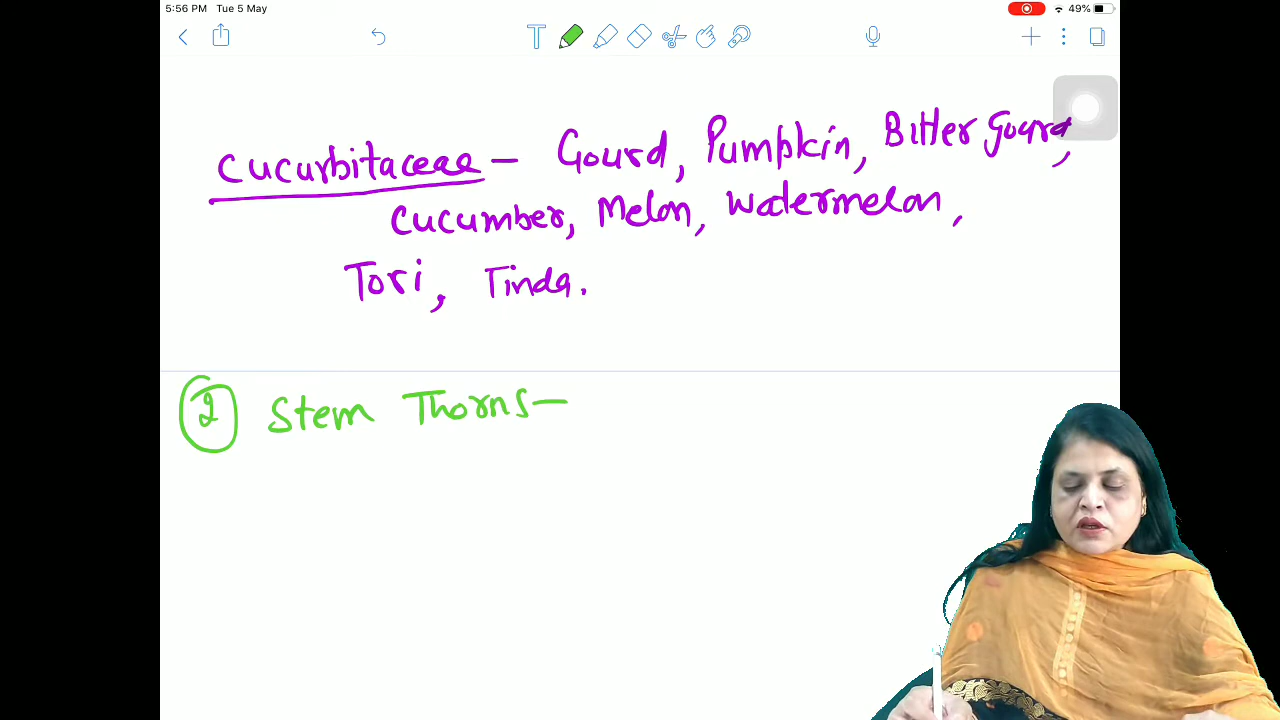 5:56 PM Tue 5 May 49%
Cucurbitaceae - Gourd, Pumpkin, Bitter Gourd,
Cucumber, Melon, Watermelon,
Tori, Tinda.
2 Stem Thorns-